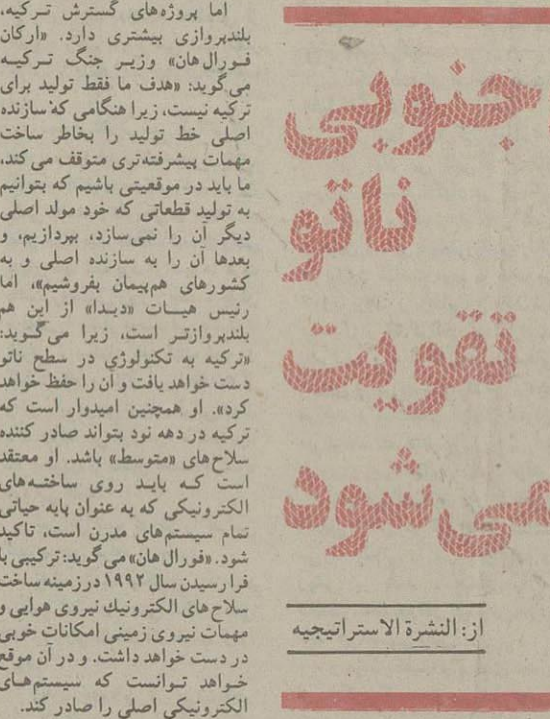 جنوبی
ناتو
تقویت
می‌شود
از: النشرة الاستراتيجيه
اما پروژه‌های گسترش ترکیه،
بلندپروازی بیشتری دارد. «ارکان
فورال‌هان» وزیر جنگ ترکیه
می‌گوید: «هدف ما فقط تولید برای
ترکیه نیست، زیرا هنگامی که سازنده
اصلی خط تولید را بخاطر ساخت
مهمات پیشرفته‌تری متوقف می‌کند،
ما باید در موقعیتی باشیم که بتوانیم
به تولید قطعاتی که خود مولد اصلی
دیگر آن را نمی‌سازد، بپردازیم، و
بعدها آن را به سازنده اصلی و به
کشورهای هم‌پیمان بفروشیم»، اما
رئیس هیات «دیدا» از این هم
بلندپروازتر است، زیرا می‌گوید:
«ترکیه به تکنولوژی در سطح ناتو
دست خواهد یافت و آن را حفظ خواهد
کرد». او همچنین امیدوار است که
ترکیه در دهه نود بتواند صادر کننده
سلاح‌های «متوسط» باشد. او معتقد
است که باید روی ساخته‌های
الکترونیکی که به عنوان پایه حیاتی
تمام سیستم‌های مدرن است، تاکید
شود. «فورال هان» می‌گوید: ترکیبی با
فرا رسیدن سال ۱۹۹۲ در زمینه ساخت
سلاح‌های الکترونیك نیروی هوایی و
مهمات نیروی زمینی امکانات خوبی
در دست خواهد داشت. و در آن موقع
خواهد توانست که سیستم‌های
الکترونیکی اصلی را صادر کند.